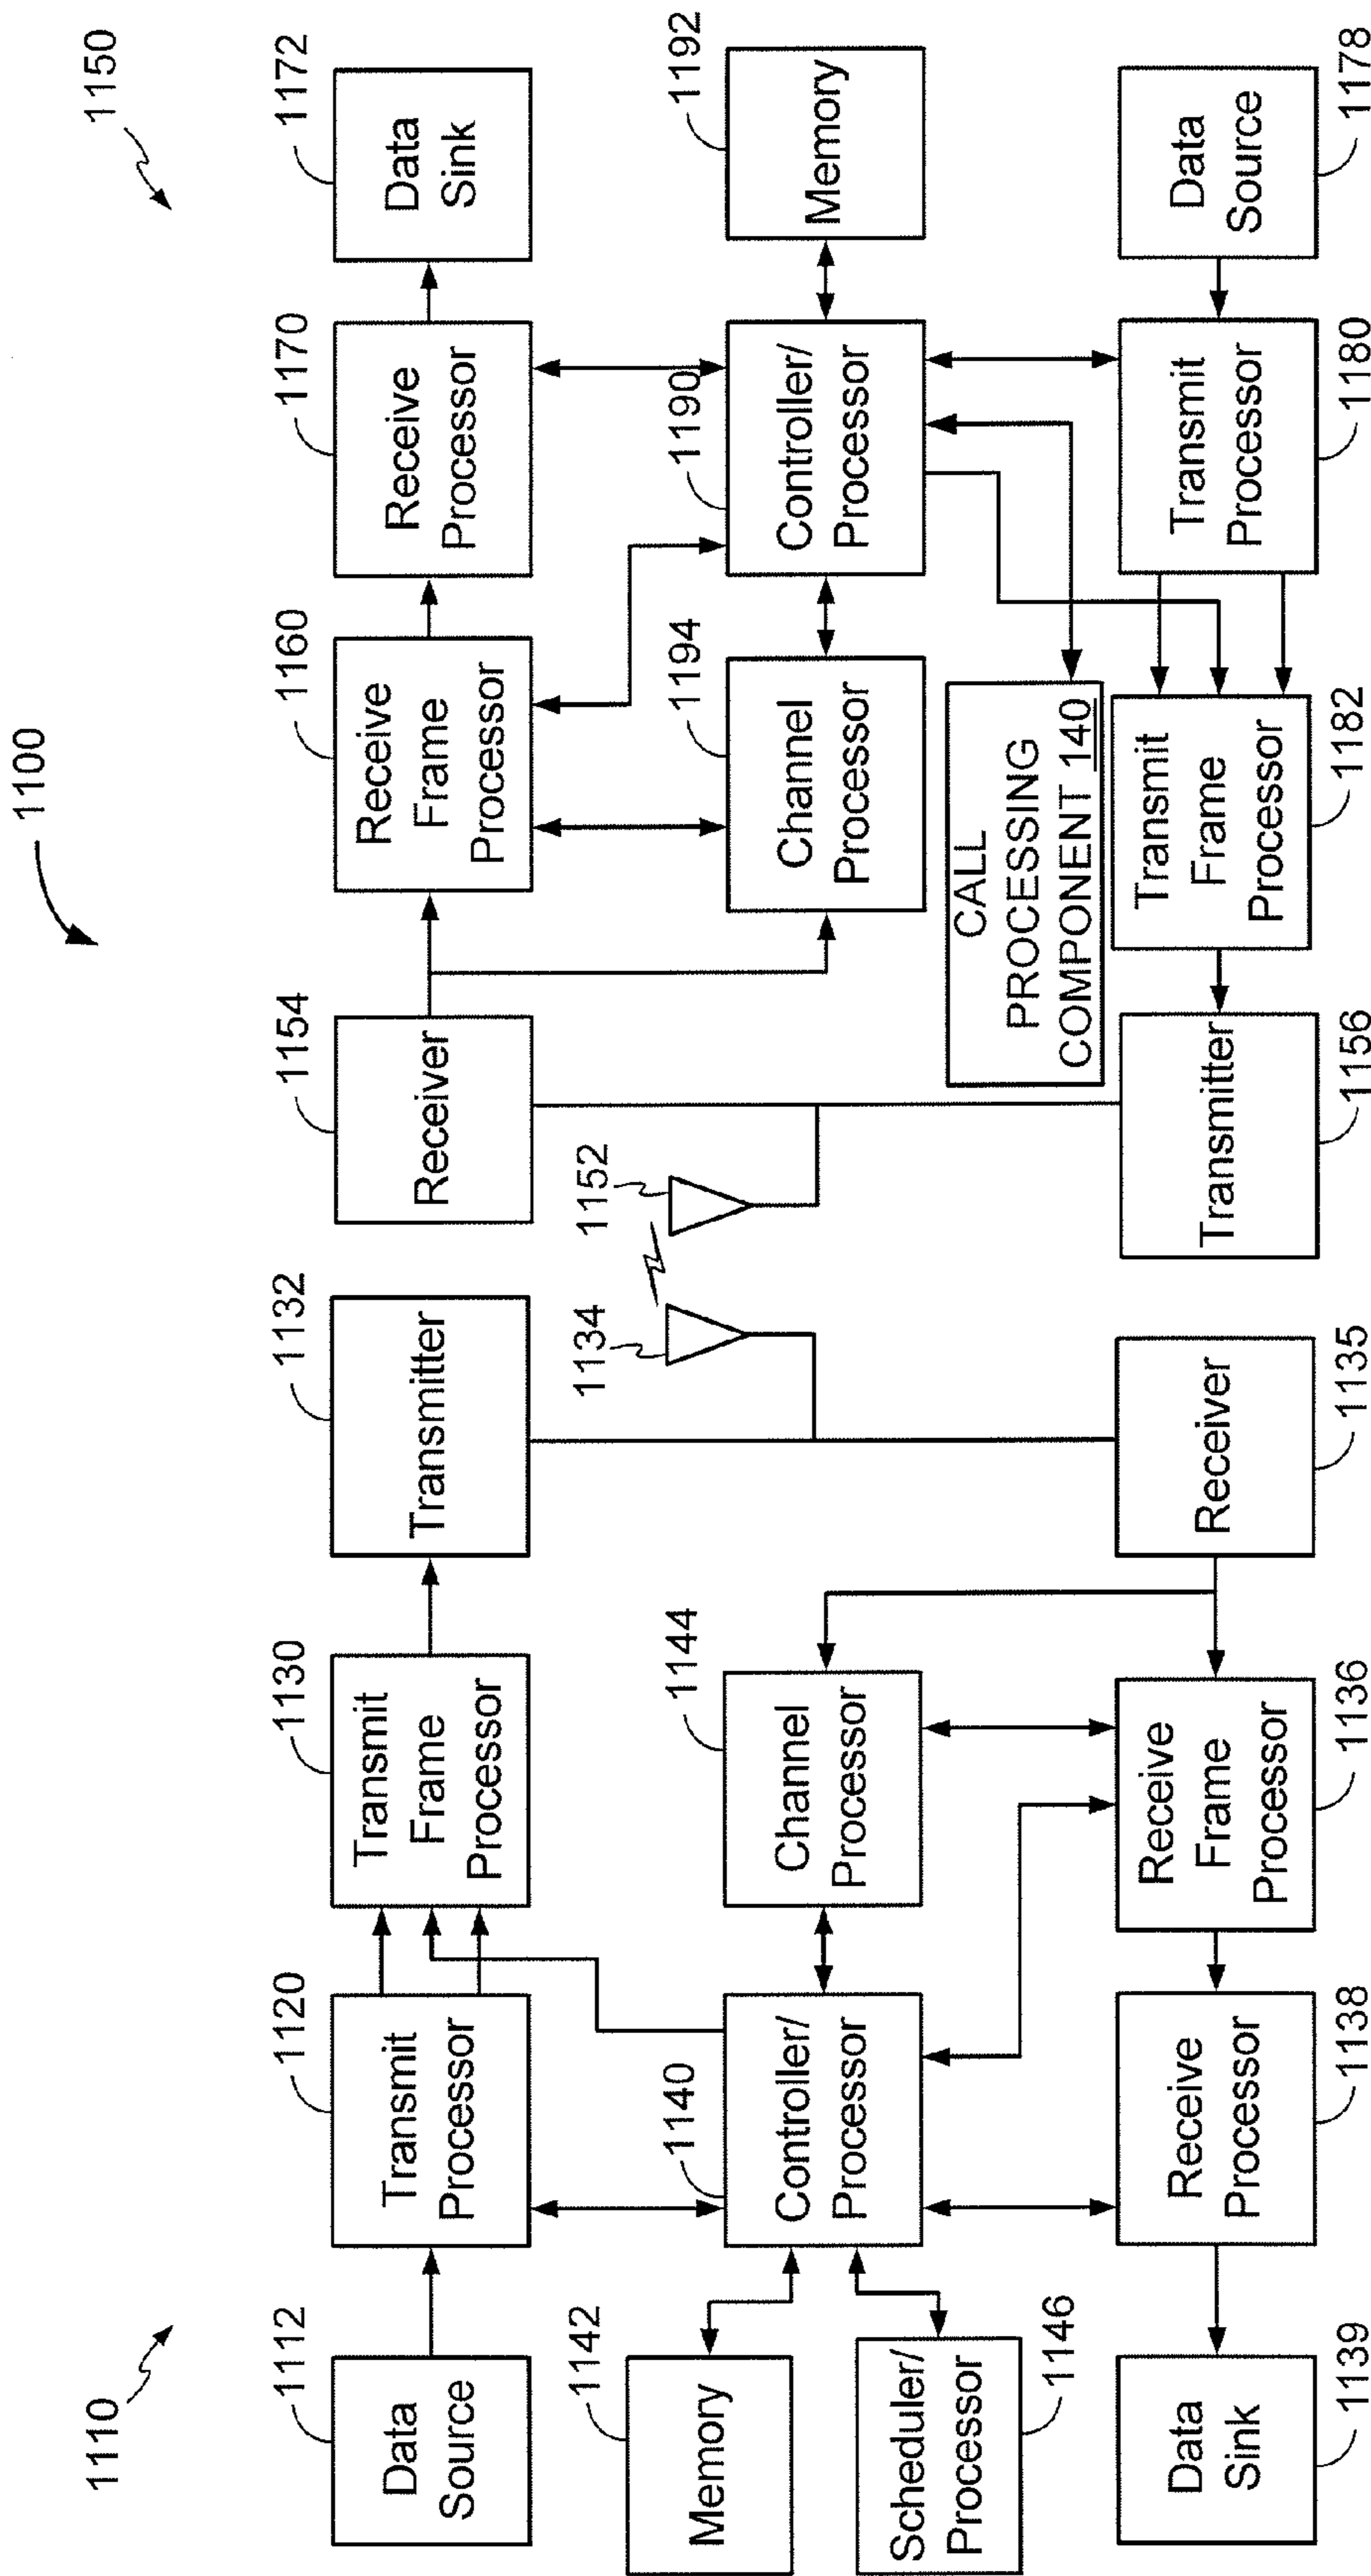 1100
1110
1150
1112
Data
Source
1120
Transmit
Processor
1130
Transmit
Frame
Processor
1132
Transmitter
1154
Receiver
1160
Receive
Frame
Processor
1170
Receive
Processor
1172
Data
Sink
1142
Memory
1140
Controller/
Processor
1144
Channel
Processor
1134
1152
1194
Channel
Processor
1190
Controller/
Processor
1192
Memory
Scheduler/
Processor
1146
CALL
PROCESSING
COMPONENT 140
Data
Sink
1139
Receive
Processor
1138
Receive
Frame
Processor
1136
Receiver
1135
Transmitter
1156
Transmit
Frame
Processor
1182
Transmit
Processor
1180
Data
Source
1178